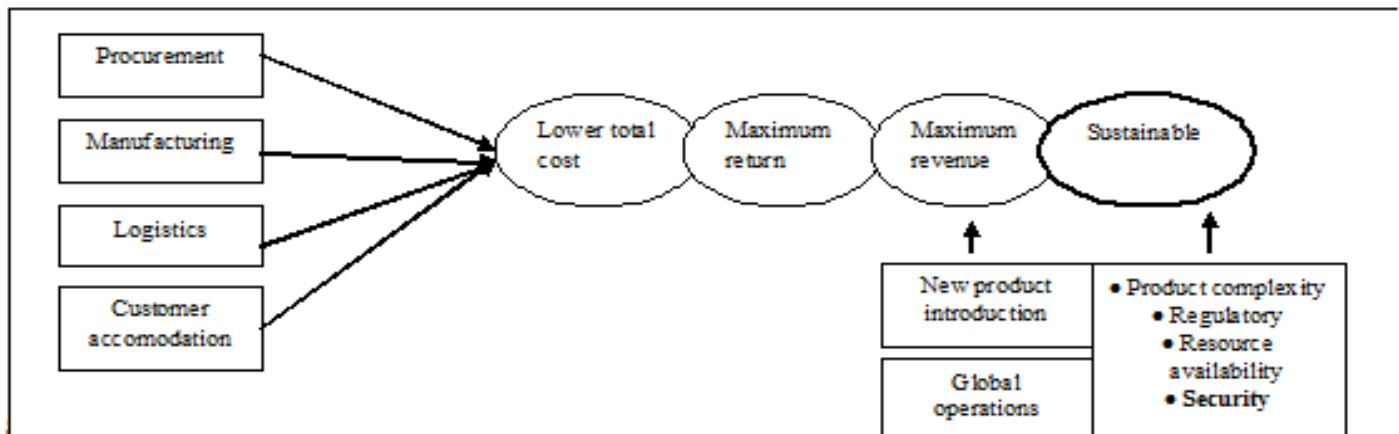 Procurement
Manufacturing
Logistics
Customer
accomodation
Lower total
cost
Maximum
return
Maximum
revenue
Sustainable
New product
introduction
Global
operations
• Product complexity
• Regulatory
• Resource
availability
• Security